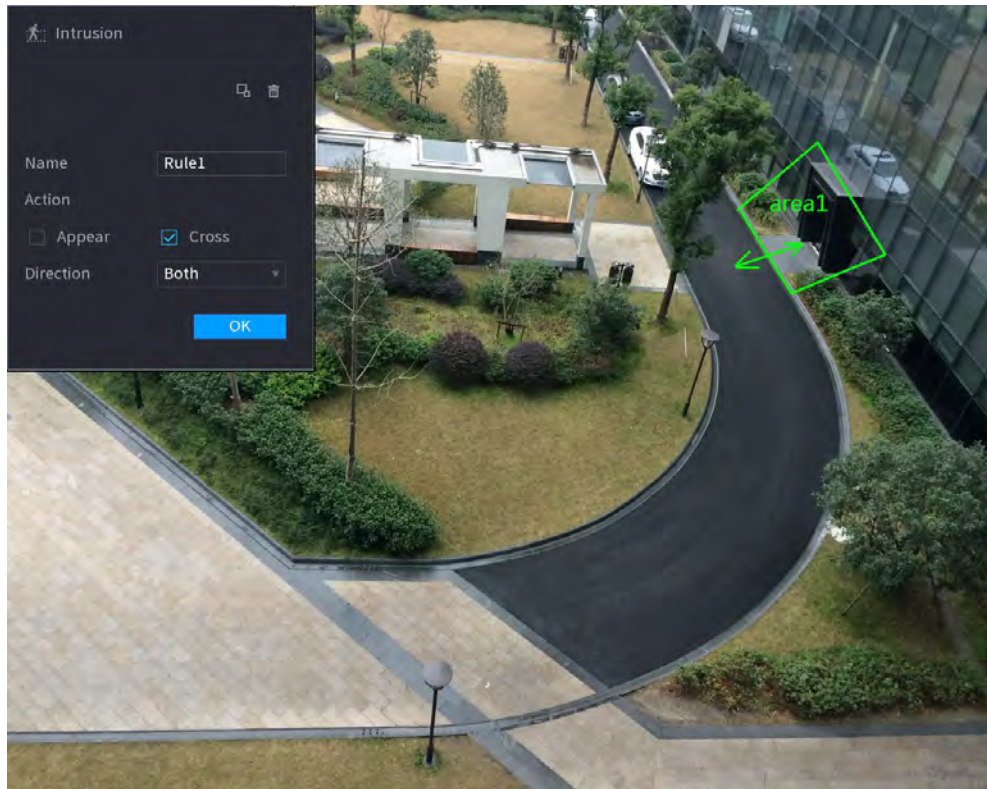 Intrusion
Name Rule1
Action
Appear Cross
Direction Both
OK
area1